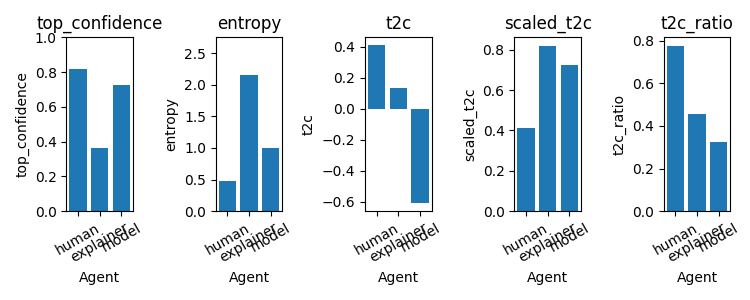 top_confidence
entropy
t2c
scaled_t2c
t2c_ratio
top_confidence
1.0
0.8
0.6
0.4
0.2
0.0
human
explainer
model
Agent
entropy
2.5
2.0
1.5
1.0
0.5
0.0
human
explainer
model
Agent
t2c
0.4
0.2
0.0
−0.2
−0.4
−0.6
human
explainer
model
Agent
scaled_t2c
0.8
0.6
0.4
0.2
0.0
human
explainer
model
Agent
t2c_ratio
0.8
0.6
0.4
0.2
0.0
human
explainer
model
Agent